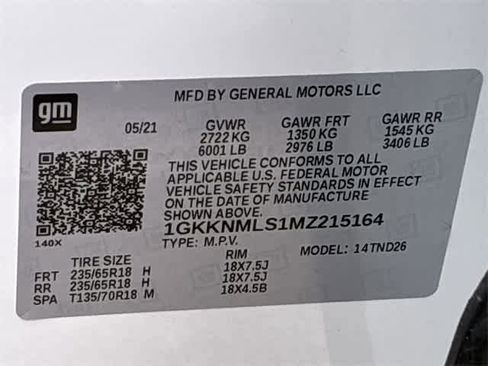 gm
MFD BY GENERAL MOTORS LLC
05/21 GVWR GAWR FRT GAWR RR
2722 KG 1350 KG 1545 KG
6001 LB 2976 LB 3406 LB
THIS VEHICLE CONFORMS TO ALL
APPLICABLE U.S. FEDERAL MOTOR
VEHICLE SAFETY STANDARDS IN EFFECT
ON THE DATE OF MANUFACTURE
SHOWN ABOVE.
1GKKNMLS1MZ215164
140X TYPE: M.P.V. MODEL: 14TND26
TIRE SIZE RIM
FRT 235/65R18 H 18X7.5J
RR 235/65R18 H 18X7.5J
SPA T135/70R18 M 18X4.5B